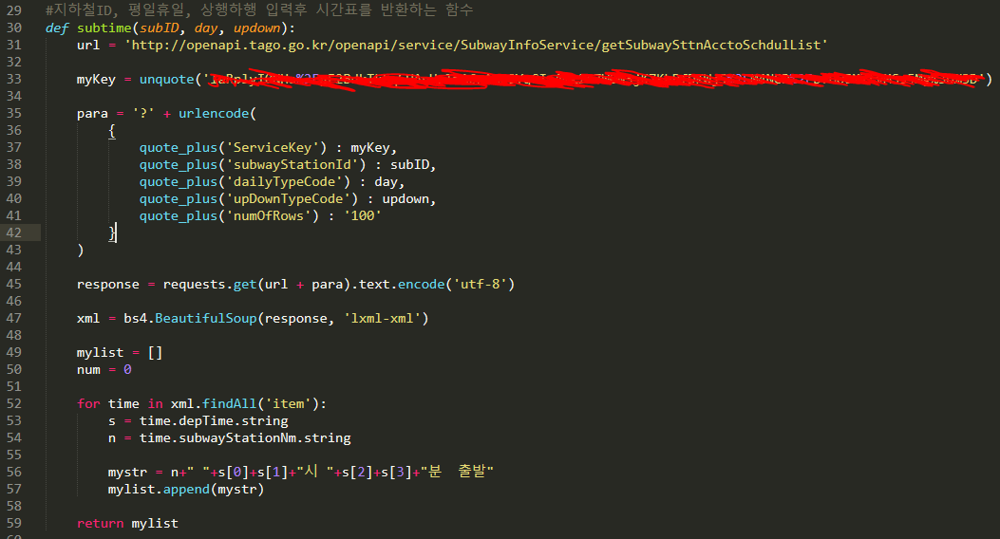 29 #지하철ID, 평일휴일, 상행하행 입력후 시간표를 반환하는 함수
30 def subtime(subID, day, updown):
31 url = 'http://openapi.tago.go.kr/openapi/service/SubwayInfoService/getSubwaySttnAcctoSchdulList'
32
33 myKey = unquote(' ')
34
35 para = '?' + urlencode(
36 {
37 quote_plus('ServiceKey') : myKey,
38 quote_plus('subwayStationId') : subID,
39 quote_plus('dailyTypeCode') : day,
40 quote_plus('upDownTypeCode') : updown,
41 quote_plus('numOfRows') : '100'
42 }
43 )
44
45 response = requests.get(url + para).text.encode('utf-8')
46
47 xml = bs4.BeautifulSoup(response, 'lxml-xml')
48
49 mylist = []
50 num = 0
51
52 for time in xml.findAll('item'):
53 s = time.depTime.string
54 n = time.subwayStationNm.string
55
56 mystr = n+" "+s[0]+s[1]+"시 "+s[2]+s[3]+"분  출발"
57 mylist.append(mystr)
58
59 return mylist